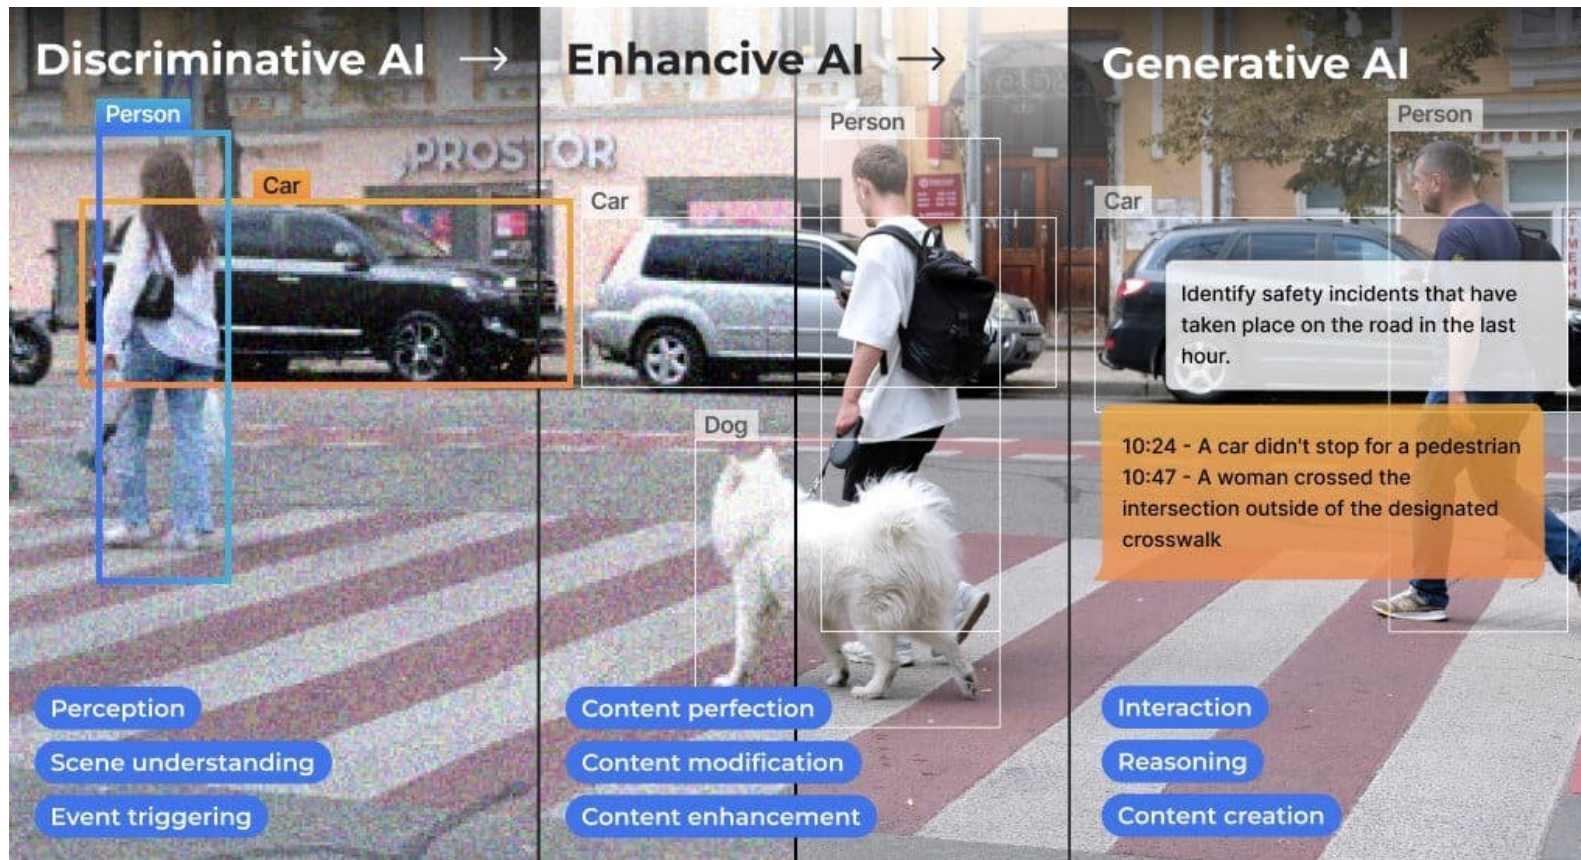 Discriminative AI →
Enhancive AI →
Generative AI
Person
Car
PROSTOR
Car
Person
Dog
Car
Person
Identify safety incidents that have
taken place on the road in the last
hour.
10:24 - A car didn't stop for a pedestrian
10:47 - A woman crossed the
intersection outside of the designated
crosswalk
Perception
Scene understanding
Event triggering
Content perfection
Content modification
Content enhancement
Interaction
Reasoning
Content creation